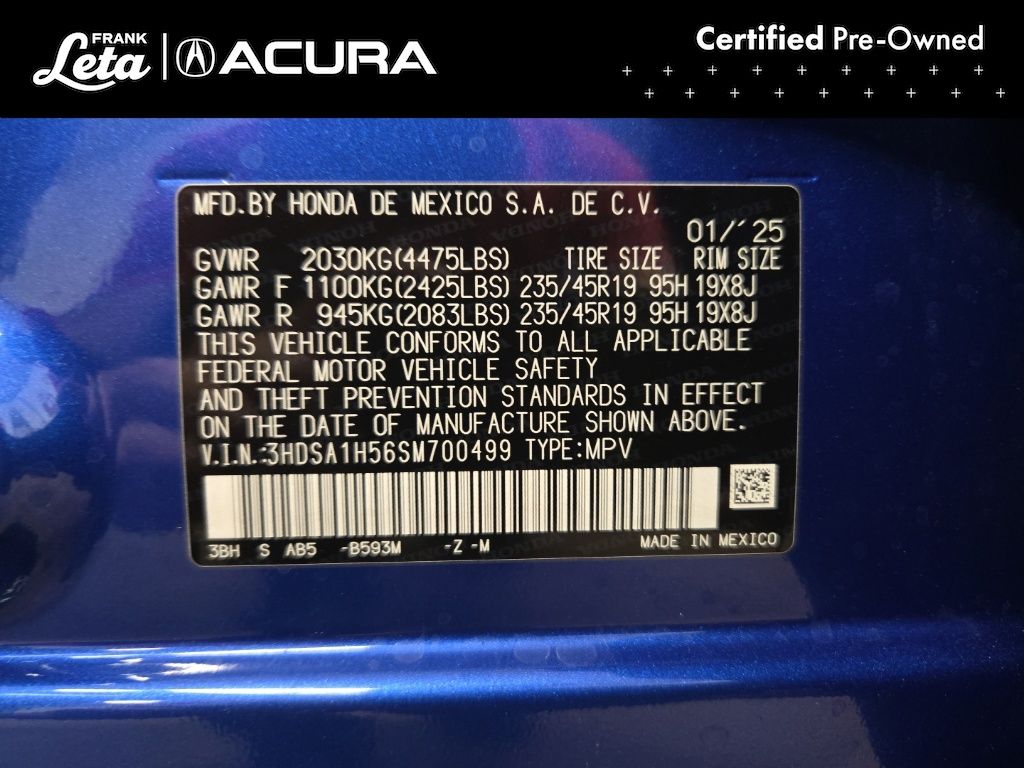 FRANK
Leta
ACURA
Certified Pre-Owned
MFD.BY HONDA DE MEXICO S.A. DE C.V.
01/´25
GVWR 2030KG(4475LBS) TIRE SIZE RIM SIZE
GAWR F 1100KG(2425LBS) 235/45R19 95H 19X8J
GAWR R 945KG(2083LBS) 235/45R19 95H 19X8J
THIS VEHICLE CONFORMS TO ALL APPLICABLE
FEDERAL MOTOR VEHICLE SAFETY
AND THEFT PREVENTION STANDARDS IN EFFECT
ON THE DATE OF MANUFACTURE SHOWN ABOVE.
V.I.N.:3HDSA1H56SM700499 TYPE:MPV
3BH S AB5 -B593M -Z -M MADE IN MEXICO